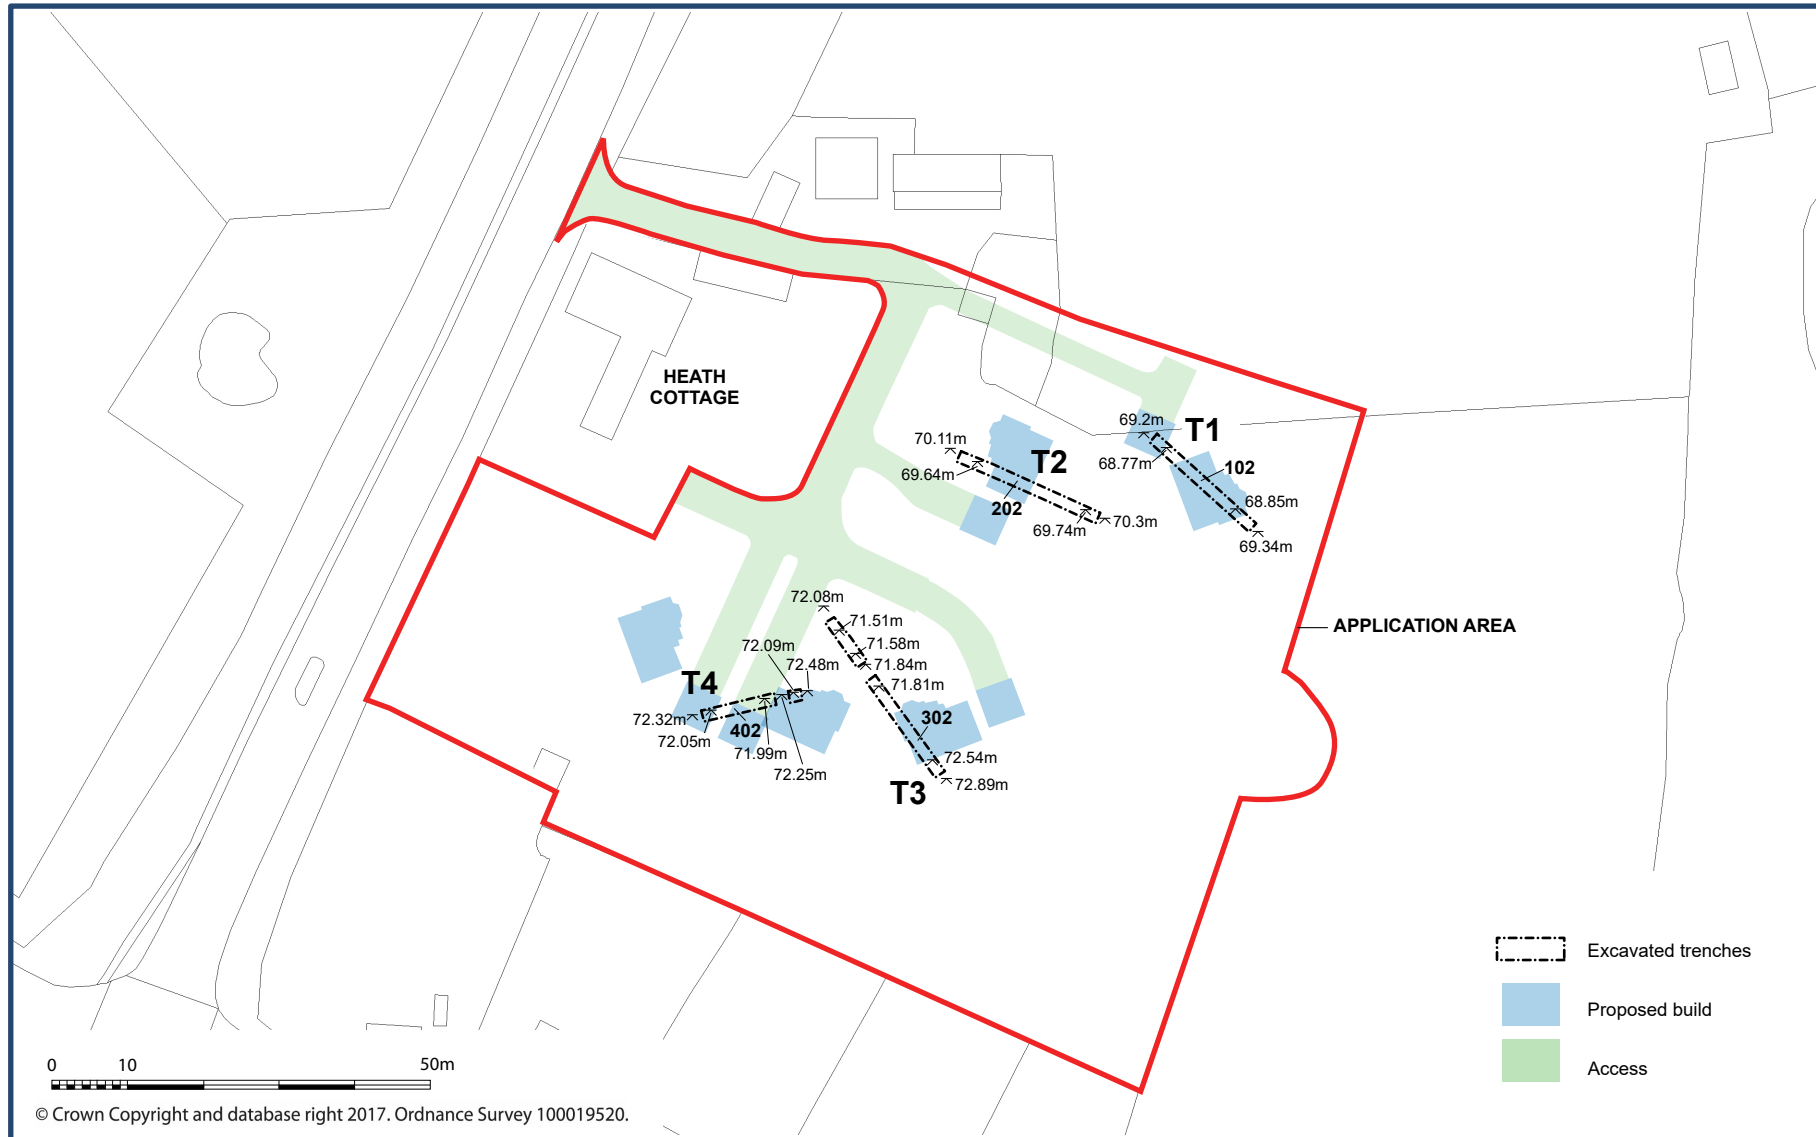 HEATH
COTTAGE
69.2m
T1
70.11m
T2
68.77m
102
69.64m
68.85m
202
69.74m
70.3m
69.34m
72.08m
71.51m
APPLICATION AREA
72.09m
71.58m
72.48m
71.84m
T4
71.81m
72.32m
402
302
72.05m
71.99m
72.54m
72.25m
72.89m
T3
Excavated trenches
Proposed build
Access
0 10 50m
© Crown Copyright and database right 2017. Ordnance Survey 100019520.